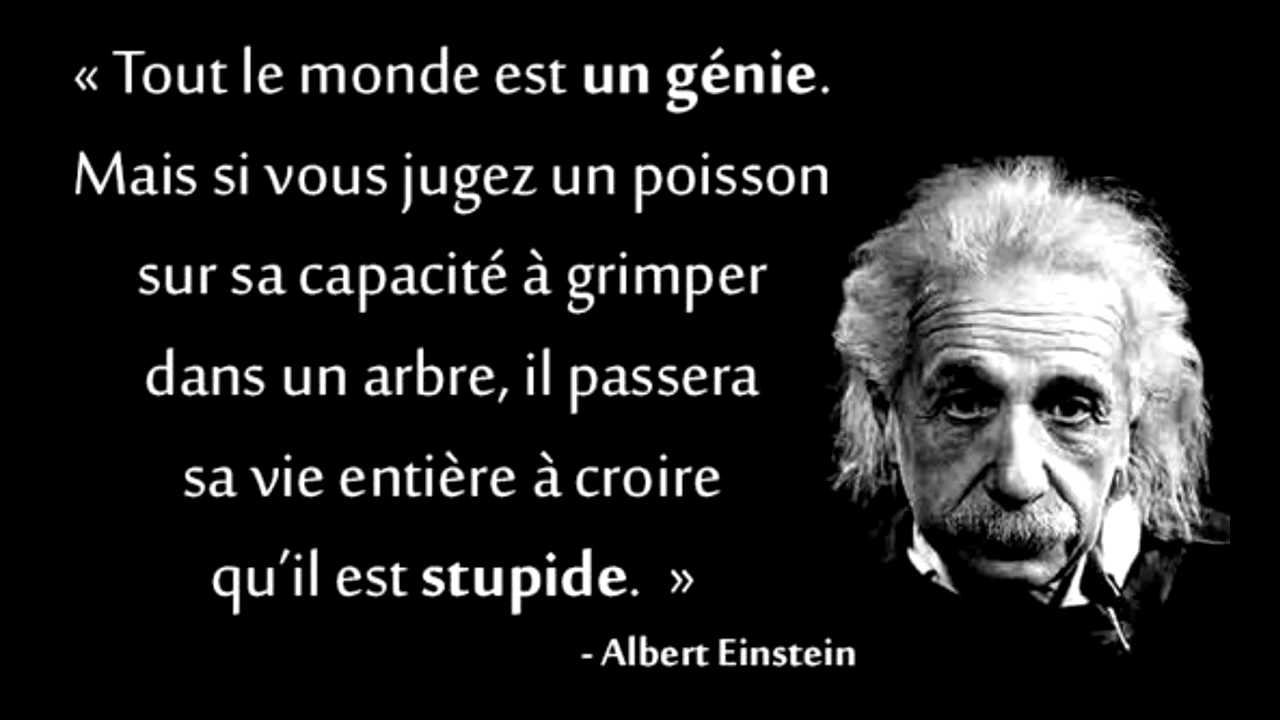 « Tout le monde est un génie.
Mais si vous jugez un poisson
sur sa capacité à grimper
dans un arbre, il passera
sa vie entière à croire
qu’il est stupide. »
- Albert Einstein